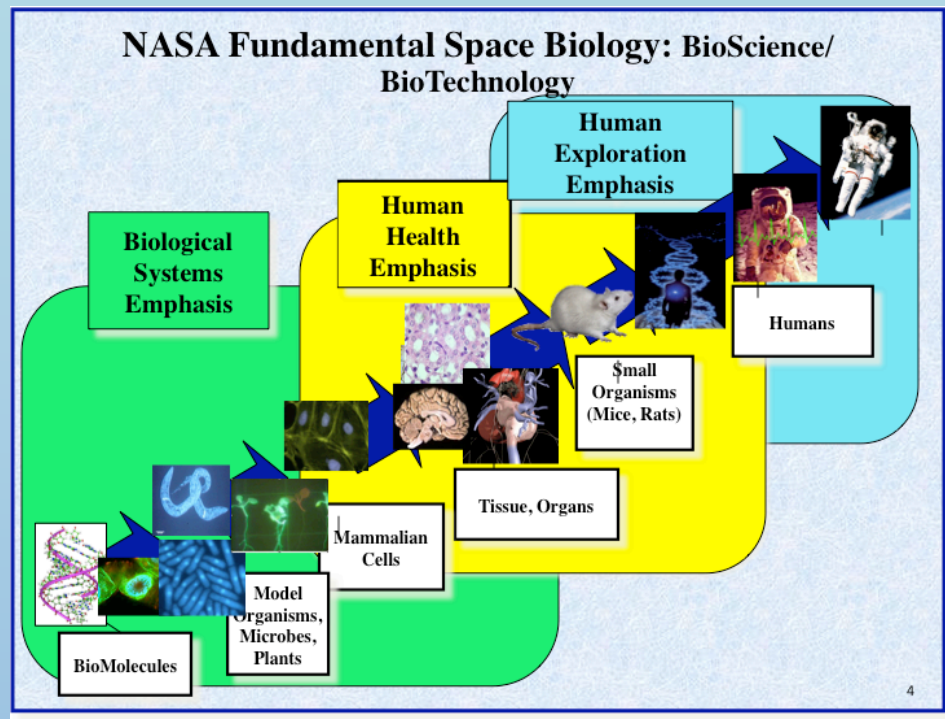 NASA Fundamental Space Biology: BioScience/
BioTechnology
Human
Exploration
Emphasis
Human
Health
Emphasis
Biological
Systems
Emphasis
Humans
Small
Organisms
(Mice, Rats)
Tissue, Organs
Mammalian
Cells
Model
Organisms,
Microbes,
Plants
BioMolecules
4